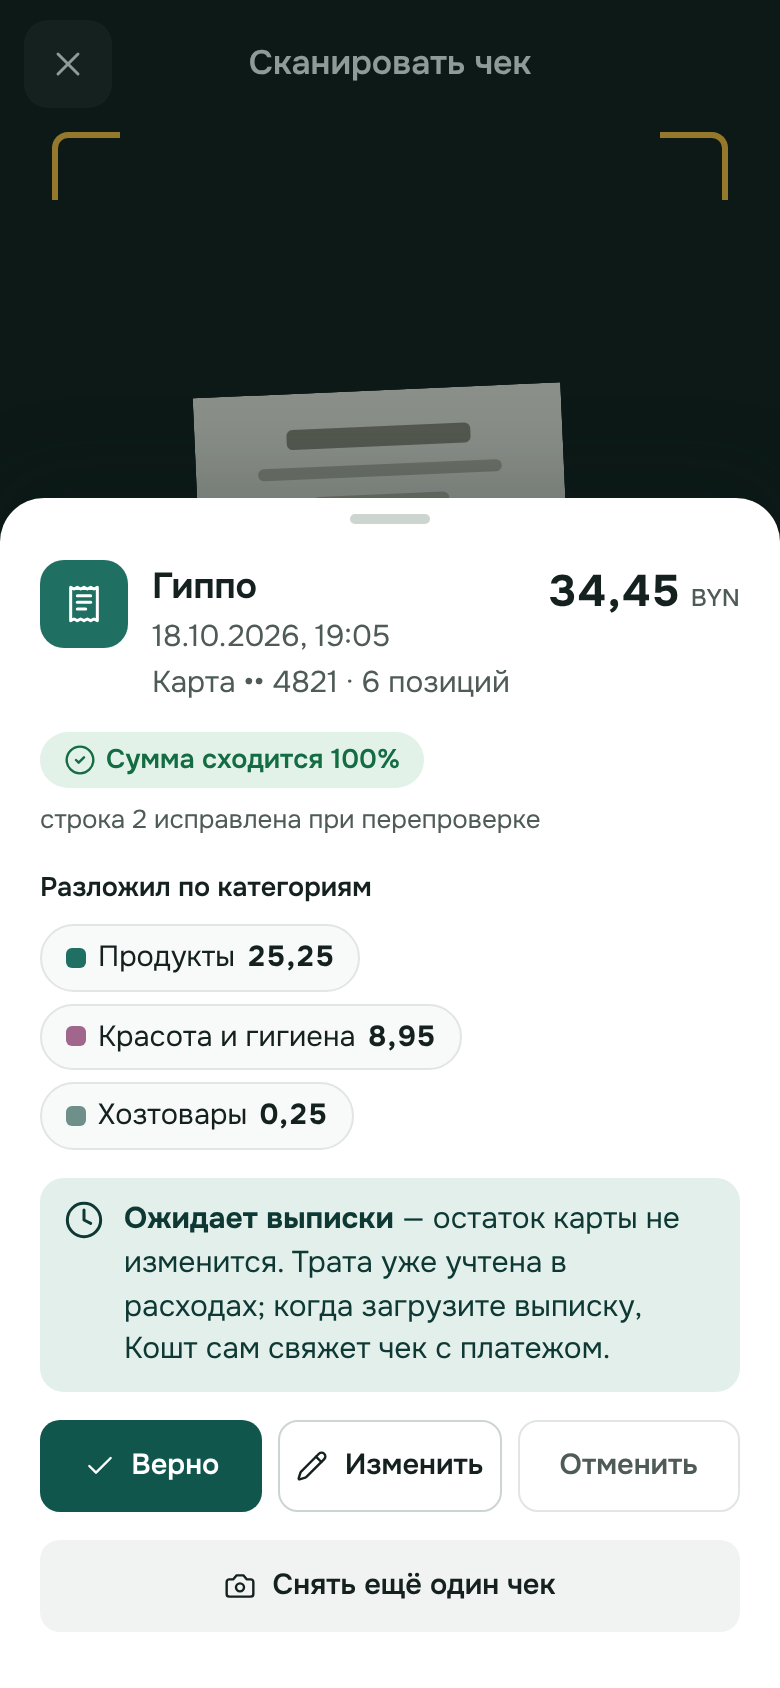 Сканировать чек
Гиппо
34,45 BYN
18.10.2026, 19:05
Карта •• 4821 · 6 позиций
Сумма сходится 100%
строка 2 исправлена при перепроверке
Разложил по категориям
Продукты 25,25
Красота и гигиена 8,95
Хозтовары 0,25
Ожидает выписки — остаток карты не
изменится. Трата уже учтена в
расходах; когда загрузите выписку,
Кошт сам свяжет чек с платежом.
Верно
Изменить
Отменить
Снять ещё один чек